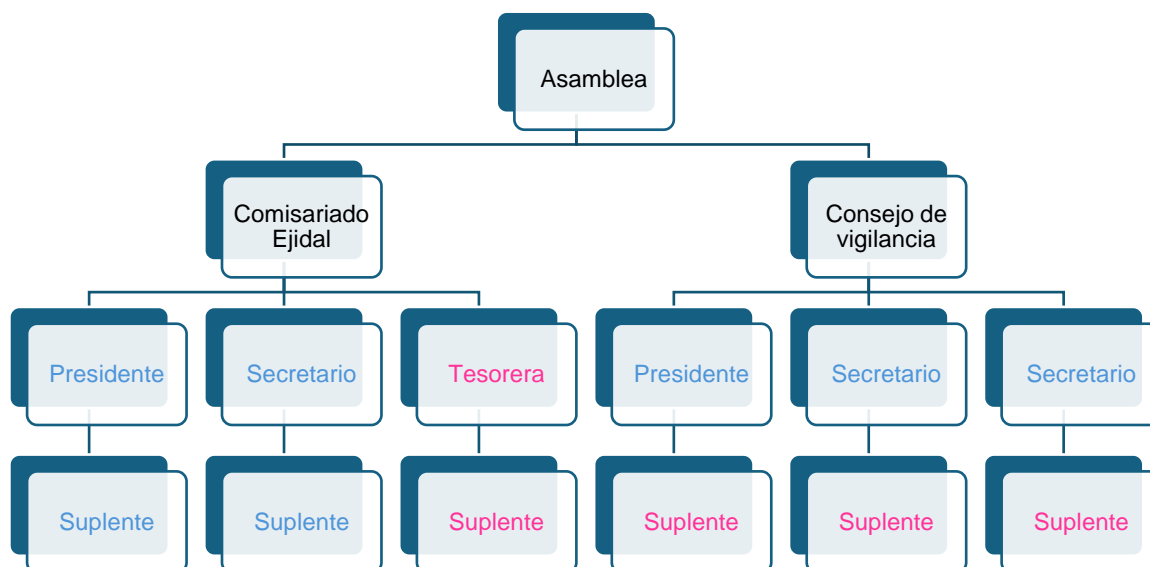 Asamblea
Comisariado
Ejidal
Consejo de
vigilancia
Presidente
Secretario
Tesorera
Presidente
Secretario
Secretario
Suplente
Suplente
Suplente
Suplente
Suplente
Suplente